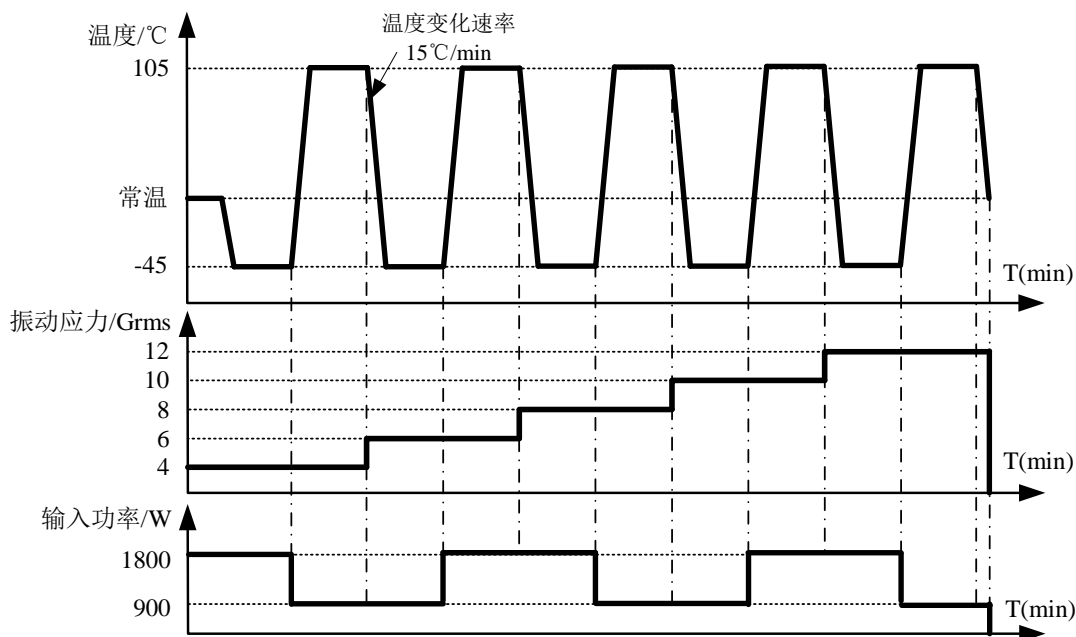 温度/℃
温度变化速率
15℃/min
105
常温
-45
T(min)
振动应力/Grms
12
10
8
6
4
T(min)
输入功率/W
1800
900
T(min)